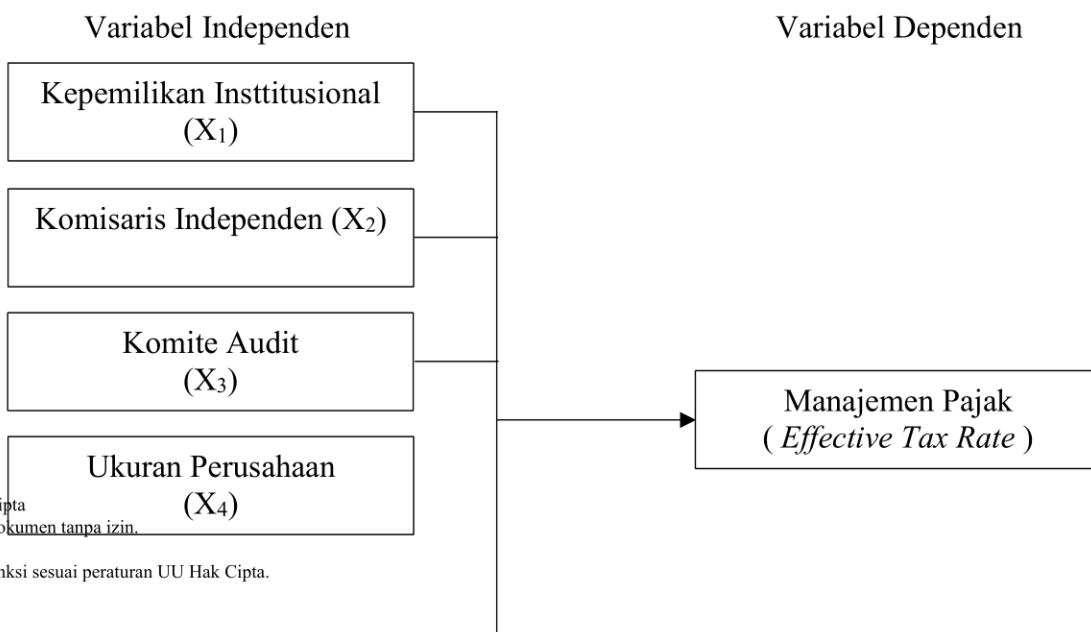 Variabel Independen
Variabel Dependen
Kepemilikan Insttitusional
(X₁)
Komisaris Independen (X₂)
Komite Audit
(X₃)
Manajemen Pajak
( Effective Tax Rate )
Ukuran Perusahaan
(X₄)
ipta
okumen tanpa izin.
nksi sesuai peraturan UU Hak Cipta.